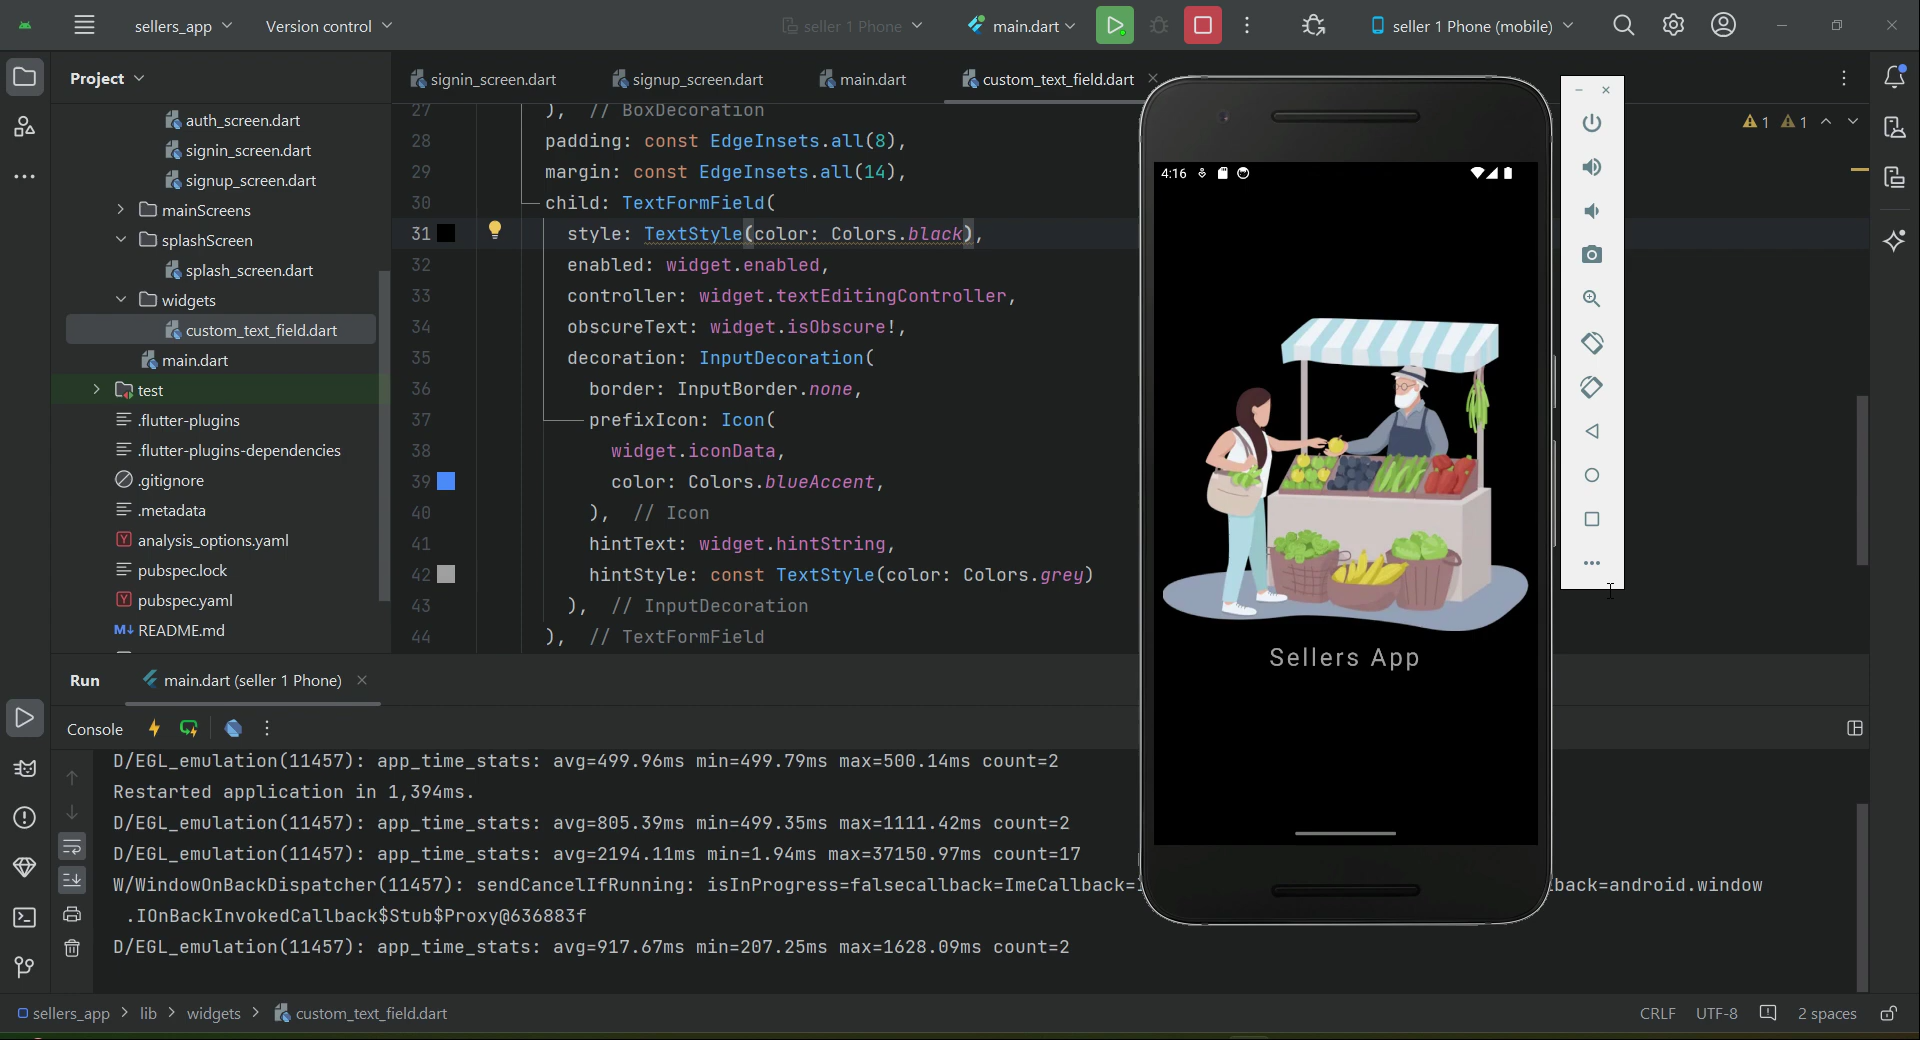 sellers_app
Version control
seller 1 Phone
main.dart
seller 1 Phone (mobile)
Project
signin_screen.dart
signup_screen.dart
main.dart
custom_text_field.dart
auth_screen.dart
signin_screen.dart
signup_screen.dart
mainScreens
splashScreen
splash_screen.dart
widgets
custom_text_field.dart
main.dart
test
.flutter-plugins
.flutter-plugins-dependencies
.gitignore
.metadata
analysis_options.yaml
pubspec.lock
pubspec.yaml
M↓ README.md
27 ), // BoxDecoration
28 padding: const EdgeInsets.all(8),
29 margin: const EdgeInsets.all(14),
30 child: TextFormField(
31 style: TextStyle(color: Colors.black),
32 enabled: widget.enabled,
33 controller: widget.textEditingController,
34 obscureText: widget.isObscure!,
35 decoration: InputDecoration(
36 border: InputBorder.none,
37 prefixIcon: Icon(
38 widget.iconData,
39 color: Colors.blueAccent,
40 ), // Icon
41 hintText: widget.hintString,
42 hintStyle: const TextStyle(color: Colors.grey)
43 ), // InputDecoration
44 ), // TextFormField
1 1
4:16
Sellers App
Run
main.dart (seller 1 Phone)
Console
D/EGL_emulation(11457): app_time_stats: avg=499.96ms min=499.79ms max=500.14ms count=2
Restarted application in 1,394ms.
D/EGL_emulation(11457): app_time_stats: avg=805.39ms min=499.35ms max=1111.42ms count=2
D/EGL_emulation(11457): app_time_stats: avg=2194.11ms min=1.94ms max=37150.97ms count=17
W/WindowOnBackDispatcher(11457): sendCancelIfRunning: isInProgress=falsecallback=ImeCallback= back=android.window
.IOnBackInvokedCallback$Stub$Proxy@636883f
D/EGL_emulation(11457): app_time_stats: avg=917.67ms min=207.25ms max=1628.09ms count=2
sellers_app > lib > widgets > custom_text_field.dart
CRLF UTF-8 2 spaces